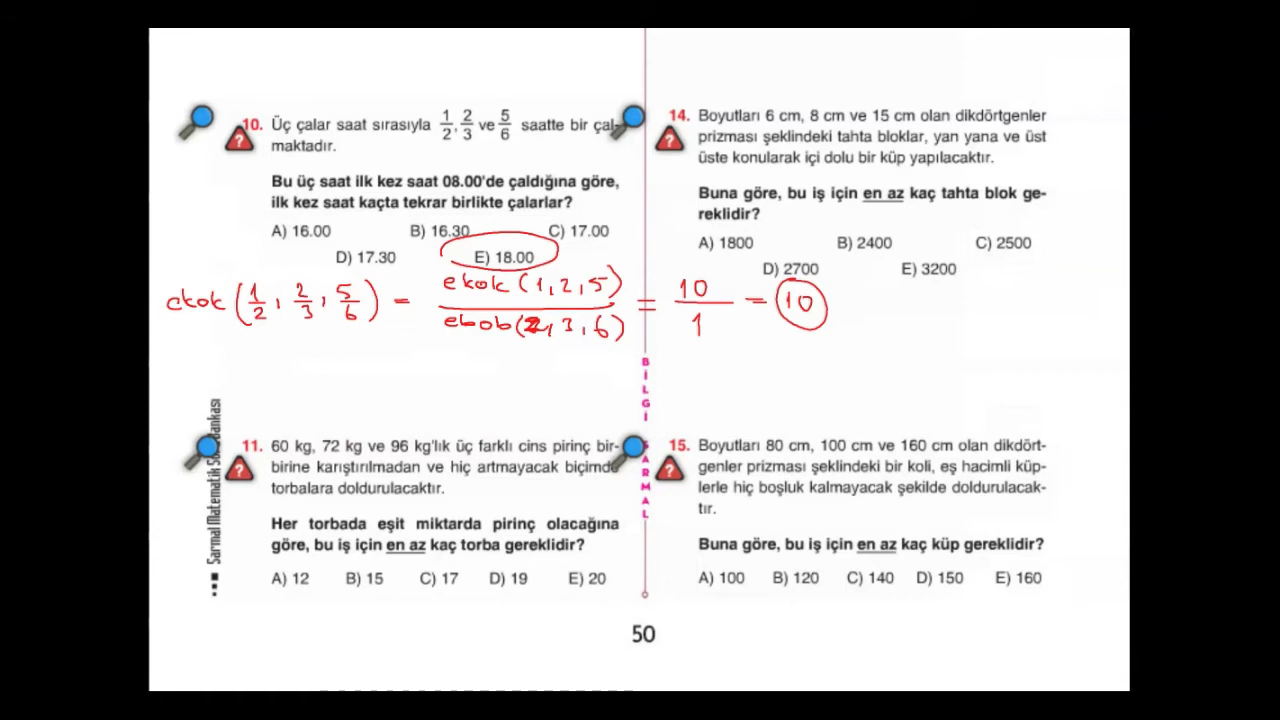 10. Üç çalar saat sırasıyla 1/2, 2/3 ve 5/6 saatte bir çal-
maktadır.
Bu üç saat ilk kez saat 08.00'de çaldığına göre,
ilk kez saat kaçta tekrar birlikte çalarlar?
A) 16.00 B) 16.30 C) 17.00
D) 17.30 E) 18.00
ekok (1/2, 2/3, 5/6) = ekok (1, 2, 5) / ebob (2, 3, 6) = 10/1 = 10
Sarmal Matematik Soru Bankası
11. 60 kg, 72 kg ve 96 kg'lık üç farklı cins pirinç bir-
birine karıştırılmadan ve hiç artmayacak biçimde
torbalara doldurulacaktır.
Her torbada eşit miktarda pirinç olacağına
göre, bu iş için en az kaç torba gereklidir?
A) 12 B) 15 C) 17 D) 19 E) 20
BİLGİ SARMAL
14. Boyutları 6 cm, 8 cm ve 15 cm olan dikdörtgenler
prizması şeklindeki tahta bloklar, yan yana ve üst
üste konularak içi dolu bir küp yapılacaktır.
Buna göre, bu iş için en az kaç tahta blok ge-
reklidir?
A) 1800 B) 2400 C) 2500
D) 2700 E) 3200
15. Boyutları 80 cm, 100 cm ve 160 cm olan dikdört-
genler prizması şeklindeki bir koli, eş hacimli küp-
lerle hiç boşluk kalmayacak şekilde doldurulacak-
tır.
Buna göre, bu iş için en az kaç küp gereklidir?
A) 100 B) 120 C) 140 D) 150 E) 160
50